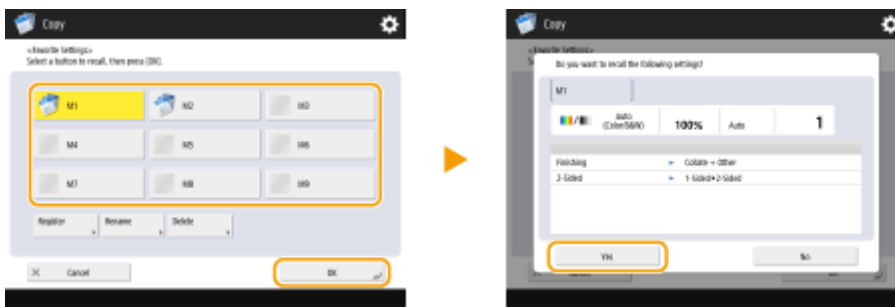 Copy
<Favorite Settings>
Select a button to recall, then press [OK].
M1
M2
M3
M4
M5
M6
M7
M8
M9
Register
Rename
Delete
Cancel
OK
Copy
<Favorite Settings>
Do you want to recall the following settings?
M1
Auto
(Color/B&W)
100%
Auto
1
Finishing
Collate + Other
2-Sided
1-Sided 2-Sided
Yes
No